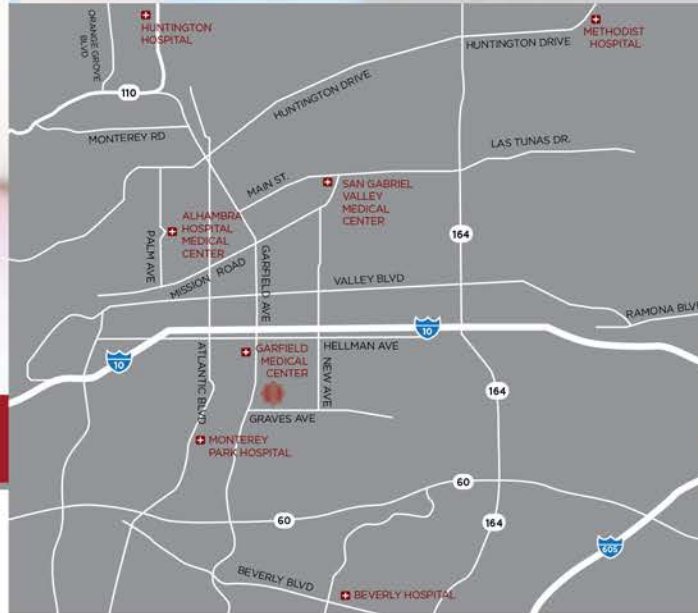 ORANGE GROVE
BLVD
HUNTINGTON
HOSPITAL
METHODIST
HOSPITAL
HUNTINGTON DRIVE
110
HUNTINGTON DRIVE
MONTEREY RD
LAS TUNAS DR.
MAIN ST.
SAN GABRIEL
VALLEY
MEDICAL
CENTER
ALHAMBRA
HOSPITAL
MEDICAL
CENTER
PALM AVE
164
MISSION ROAD
GARFIELD AVE
VALLEY BLVD
RAMONA BLV
10
10
ATLANTIC BLVD
GARFIELD
MEDICAL
CENTER
HELLMAN AVE
NEW AVE
164
GRAVES AVE
MONTEREY
PARK HOSPITAL
60
60
164
605
BEVERLY BLVD
BEVERLY HOSPITAL